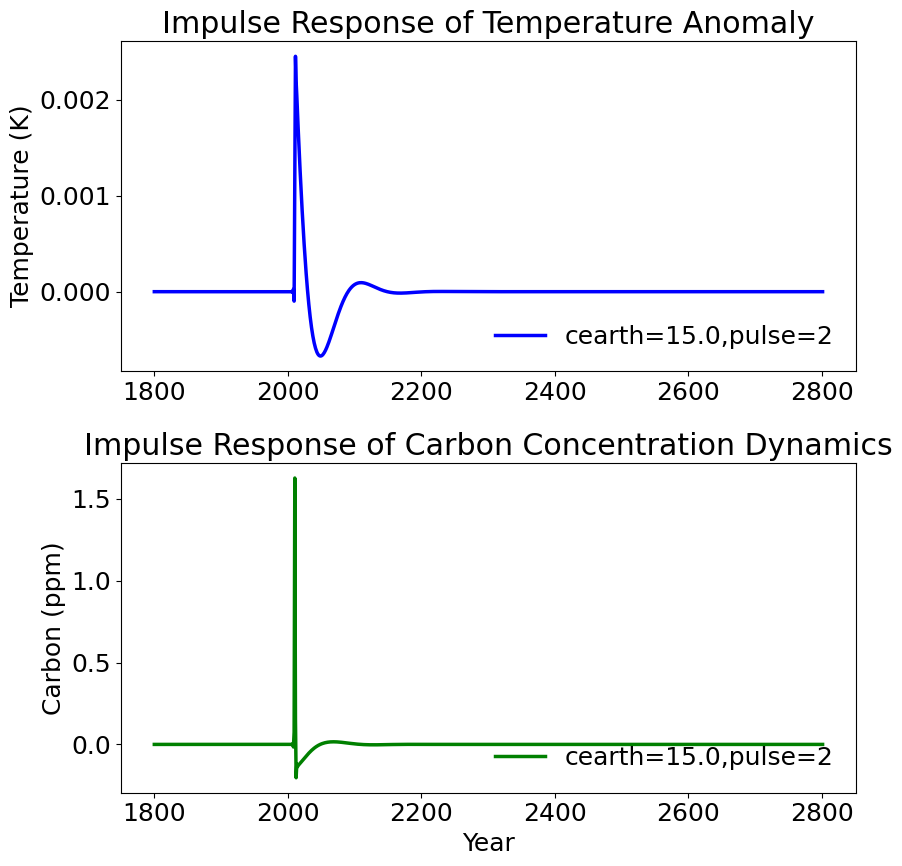 Impulse Response of Temperature Anomaly
Temperature (K)
0.002
0.001
0.000
cearth=15.0,pulse=2
1800 2000 2200 2400 2600 2800
Impulse Response of Carbon Concentration Dynamics
Carbon (ppm)
1.5
1.0
0.5
0.0
cearth=15.0,pulse=2
1800 2000 2200 2400 2600 2800
Year